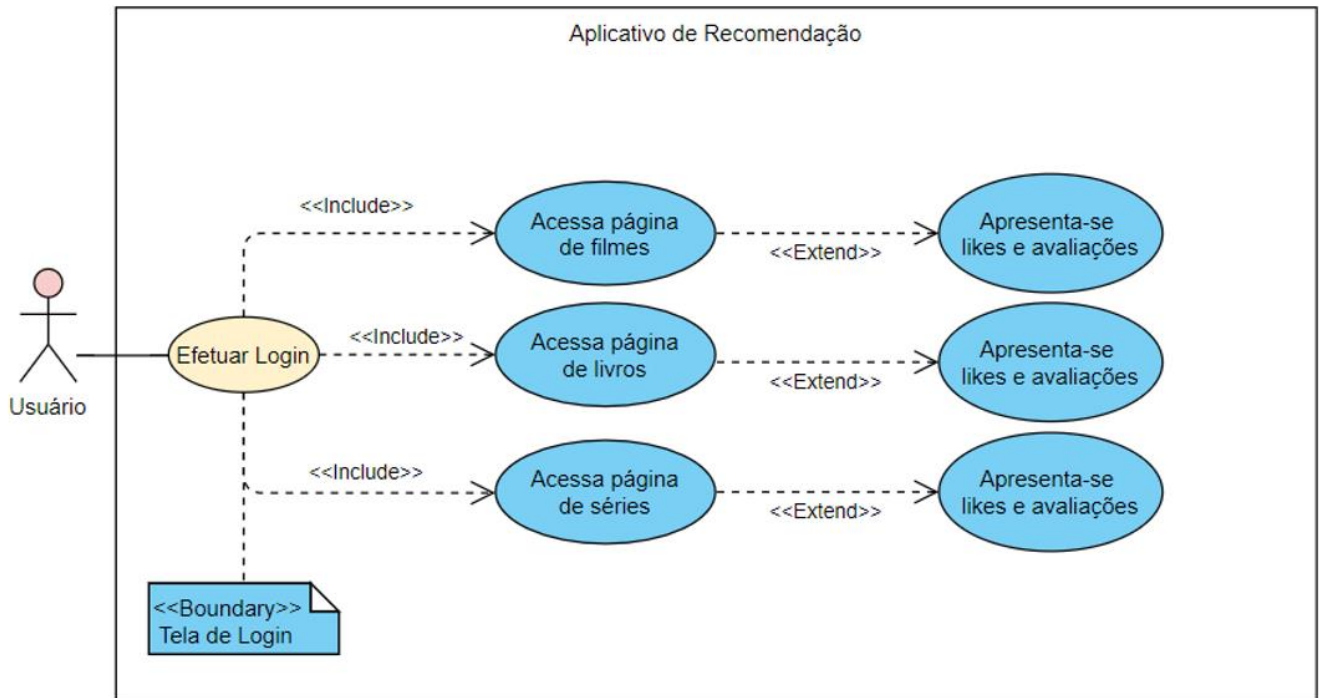 Aplicativo de Recomendação
<<Include>>
Acessa página
de filmes
<<Extend>>
Apresenta-se
likes e avaliações
Usuário
Efetuar Login
<<Include>>
Acessa página
de livros
<<Extend>>
Apresenta-se
likes e avaliações
<<Include>>
Acessa página
de séries
<<Extend>>
Apresenta-se
likes e avaliações
<<Boundary>>
Tela de Login